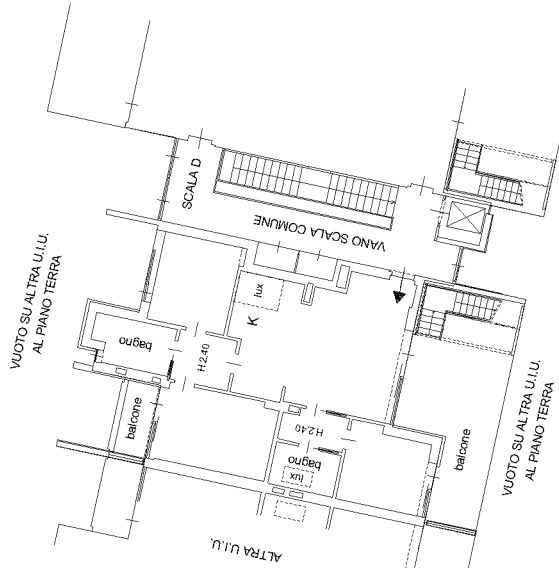 SCALA D
VANO SCALA COMUNE
VUOTO SU ALTRA U.I.U.
AL PIANO TERRA
lux
K
bagno
H 2,40
balcone
H 2,40
bagno
lux
balcone
VUOTO SU ALTRA U.I.U.
AL PIANO TERRA
ALTRA U.I.U.